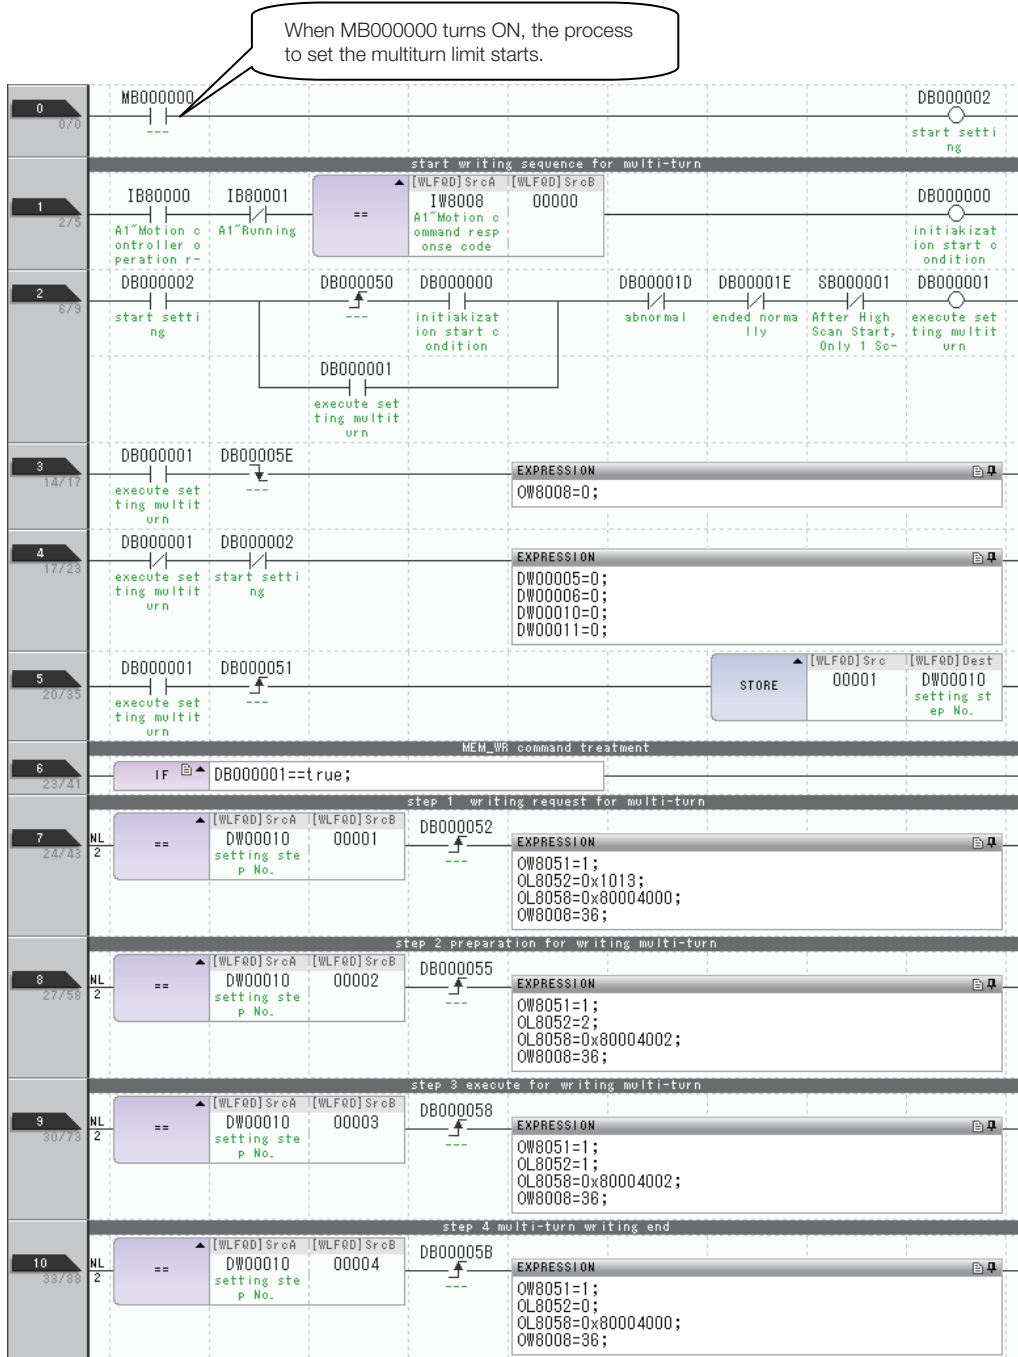 When MB000000 turns ON, the process
to set the multiturn limit starts.
0
0/0
MB000000
---
DB000002
start setti
ng
start writing sequence for multi-turn
1
2/5
IB80000
A1~Motion c
ontroller o
peration r-
IB80001
A1~Running
==
[WLFQD]SrcA
IW8008
A1~Motion c
ommand resp
onse code
[WLFQD]SrcB
00000
DB000000
initiakizat
ion start c
ondition
2
6/9
DB000002
start setti
ng
DB000050
---
DB000000
initiakizat
ion start c
ondition
DB00001D
abnormal
DB00001E
ended norma
lly
SB000001
After High
Scan Start,
Only 1 Sc-
DB000001
execute set
ting multit
urn
DB000001
execute set
ting multit
urn
3
14/17
DB000001
execute set
ting multit
urn
DB00005E
---
EXPRESSION
OW8008=0;
4
17/23
DB000001
execute set
ting multit
urn
DB000002
start setti
ng
EXPRESSION
DW00005=0;
DW00006=0;
DW00010=0;
DW00011=0;
5
20/35
DB000001
execute set
ting multit
urn
DB000051
---
STORE
[WLFQD]Src
00001
[WLFQD]Dest
DW00010
setting st
ep No.
MEM_WR command treatment
6
23/41
IF
DB000001==true;
step 1 writing request for multi-turn
7
24/43
NL
2
==
[WLFQD]SrcA
DW00010
setting ste
p No.
[WLFQD]SrcB
00001
DB000052
---
EXPRESSION
OW8051=1;
OL8052=0x1013;
OL8058=0x80004000;
OW8008=36;
step 2 preparation for writing multi-turn
8
27/58
NL
2
==
[WLFQD]SrcA
DW00010
setting ste
p No.
[WLFQD]SrcB
00002
DB000055
---
EXPRESSION
OW8051=1;
OL8052=2;
OL8058=0x80004002;
OW8008=36;
step 3 execute for writing multi-turn
9
30/73
NL
2
==
[WLFQD]SrcA
DW00010
setting ste
p No.
[WLFQD]SrcB
00003
DB000058
---
EXPRESSION
OW8051=1;
OL8052=1;
OL8058=0x80004002;
OW8008=36;
step 4 multi-turn writing end
10
33/88
NL
2
==
[WLFQD]SrcA
DW00010
setting ste
p No.
[WLFQD]SrcB
00004
DB00005B
---
EXPRESSION
OW8051=1;
OL8052=0;
OL8058=0x80004000;
OW8008=36;